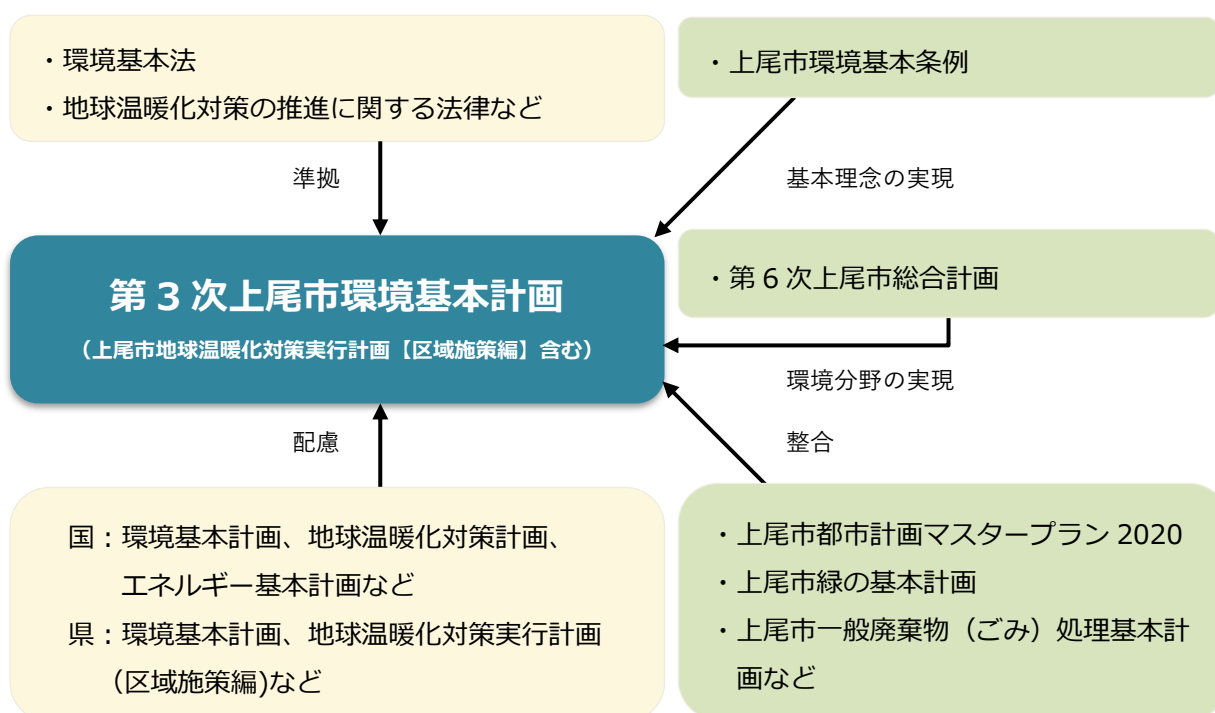 ・環境基本法
・地球温暖化対策の推進に関する法律など
・上尾市環境基本条例
準拠
基本理念の実現
第3次上尾市環境基本計画
（上尾市地球温暖化対策実行計画【区域施策編】含む）
・第6次上尾市総合計画
環境分野の実現
配慮
整合
国：環境基本計画、地球温暖化対策計画、
エネルギー基本計画など
県：環境基本計画、地球温暖化対策実行計画
（区域施策編)など
・上尾市都市計画マスタープラン 2020
・上尾市緑の基本計画
・上尾市一般廃棄物（ごみ）処理基本計
画など